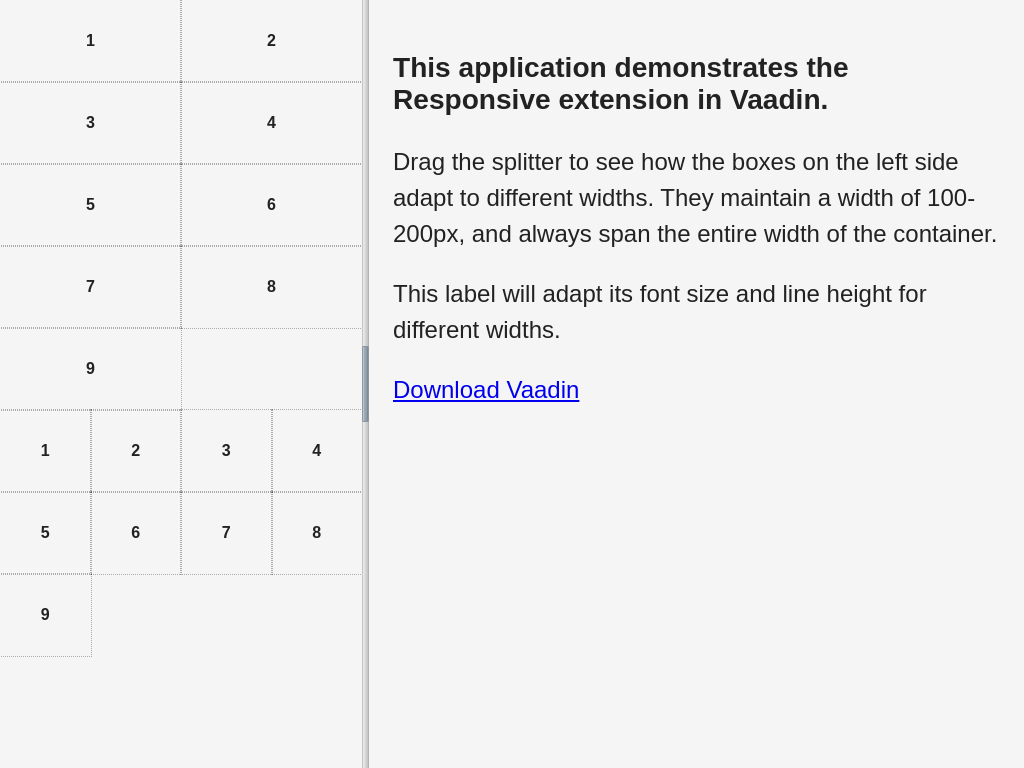 1 2
3 4
5 6
7 8
9
1 2 3 4
5 6 7 8
9
This application demonstrates the
Responsive extension in Vaadin.
Drag the splitter to see how the boxes on the left side
adapt to different widths. They maintain a width of 100-
200px, and always span the entire width of the container.
This label will adapt its font size and line height for
different widths.
Download Vaadin